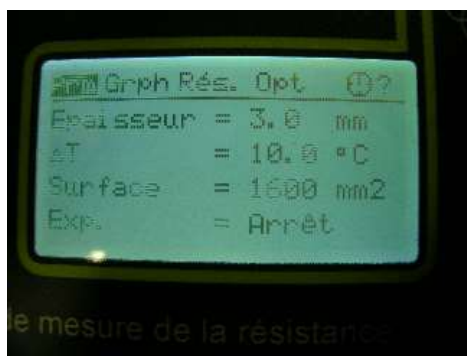 Grph Rés. Opt ?
Epaisseur = 3.0 mm
ΔT = 10.0 °C
Surface = 1600 mm2
Exp. = Arrêt
de mesure de la résistance